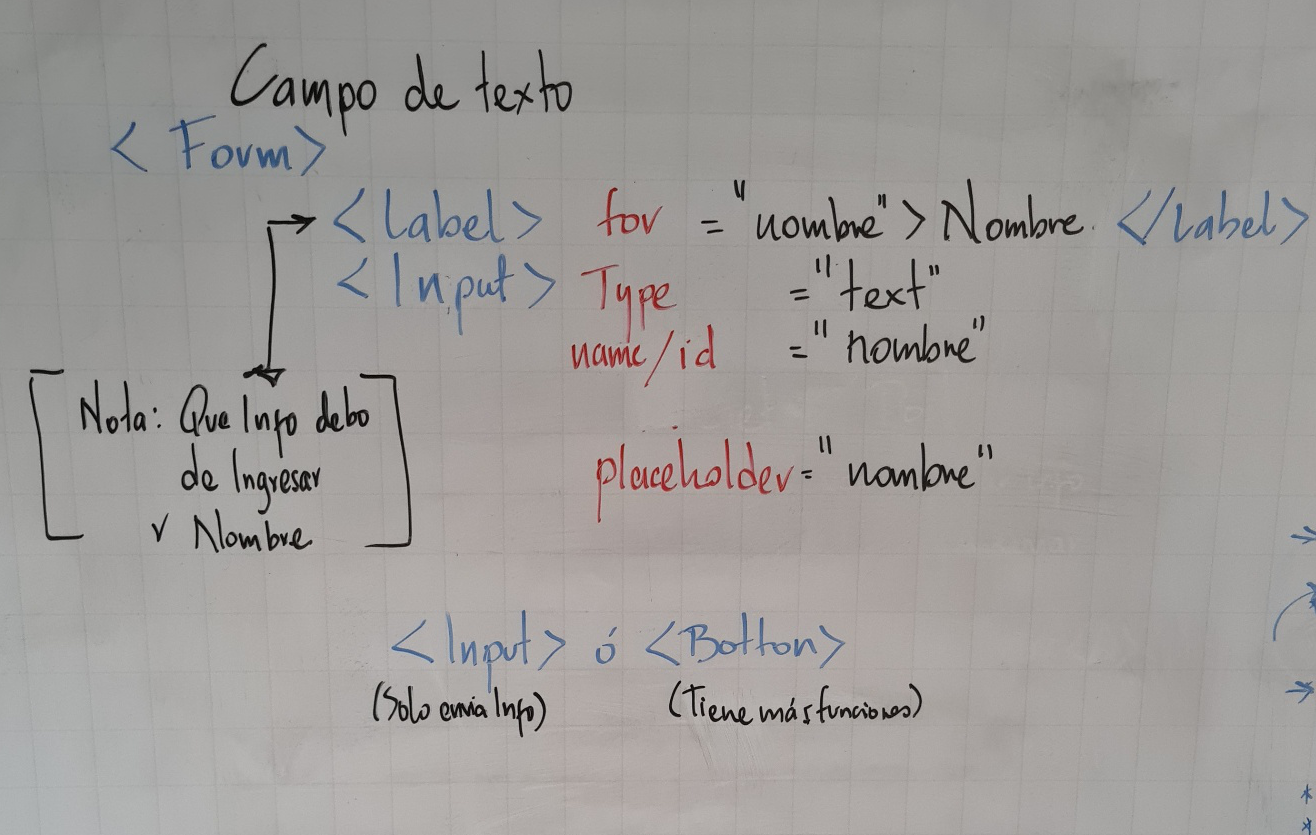 Campo de texto
<Form>
<Label> for = "nombre" > Nombre. </Label>
<Input> Type = "text"
name/id = "nombre"
placeholder = "nombre"
[Nota: Que Info debo
de Ingresar
r Nombre]
<Input> ó <Botton>
(Solo envia Info) (Tiene más funciones)